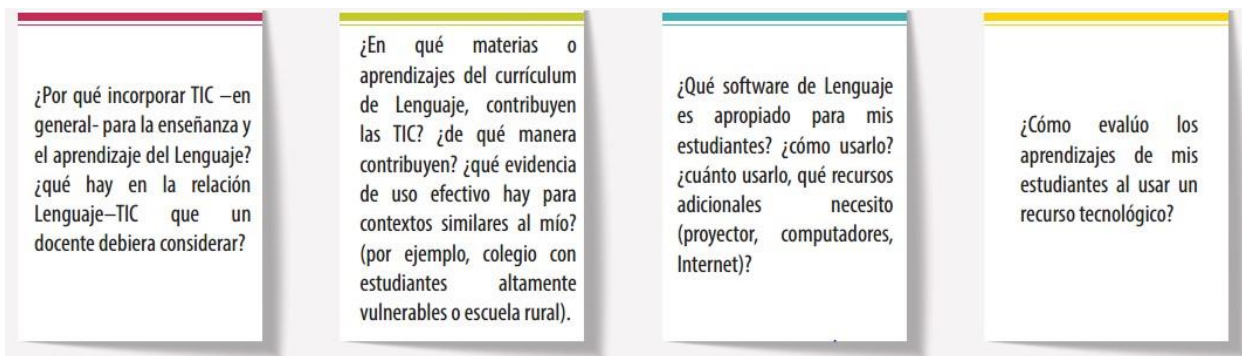 ¿Por qué incorporar TIC –en
general- para la enseñanza y
el aprendizaje del Lenguaje?
¿qué hay en la relación
Lenguaje–TIC que un
docente debiera considerar?
¿En qué materias o
aprendizajes del currículum
de Lenguaje, contribuyen
las TIC? ¿de qué manera
contribuyen? ¿qué evidencia
de uso efectivo hay para
contextos similares al mío?
(por ejemplo, colegio con
estudiantes altamente
vulnerables o escuela rural).
¿Qué software de Lenguaje
es apropiado para mis
estudiantes? ¿cómo usarlo?
¿cuánto usarlo, qué recursos
adicionales necesito
(proyector, computadores,
Internet)?
¿Cómo evalúo los
aprendizajes de mis
estudiantes al usar un
recurso tecnológico?